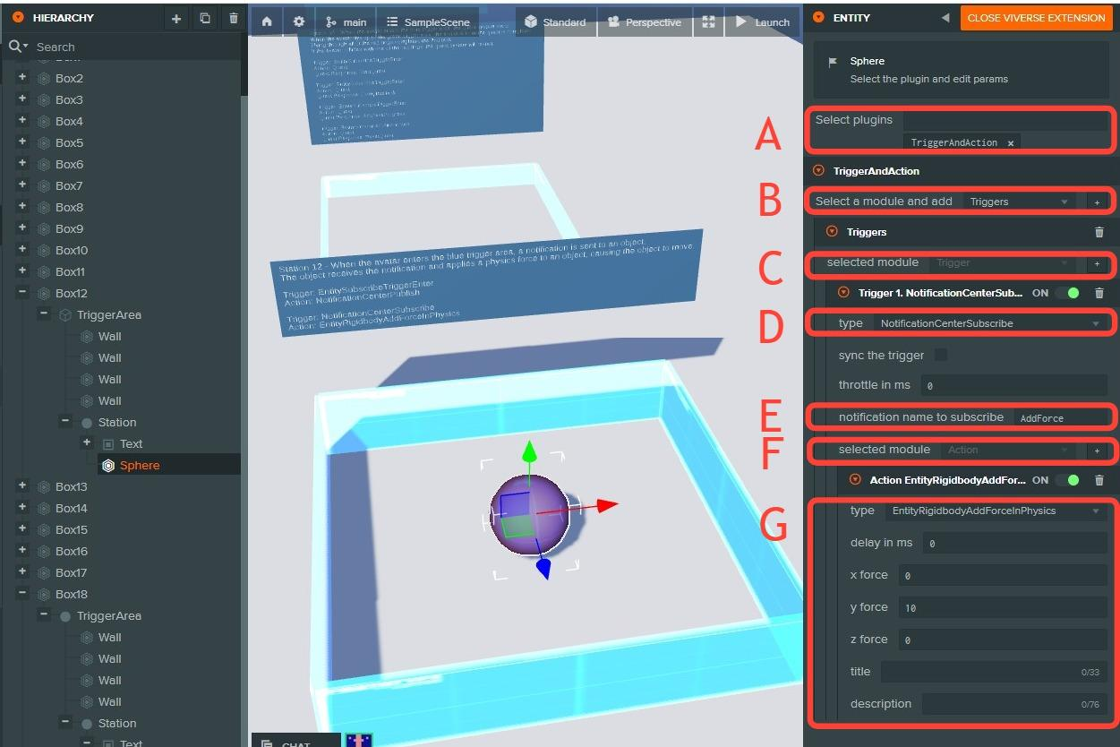 HIERARCHY
Search
Box2
Box3
Box4
Box5
Box6
Box7
Box8
Box9
Box10
Box11
Box12
TriggerArea
Wall
Wall
Wall
Wall
Station
Text
Sphere
Box13
Box14
Box15
Box16
Box17
Box18
TriggerArea
Wall
Wall
Wall
Wall
Station
Text
main
SampleScene
Standard
Perspective
Launch
Station 12 - When the avatar enters the blue trigger area, a notification is sent to an object.
The object receives the notification and applies a physics force to an object, causing the object to move.
Trigger: EntitySubscribeTriggerEnter
Action: NotificationCenterPublish
Trigger: NotificationCenterSubscribe
Action: EntityRigidbodyAddForceInPhysics
CHAT
A
B
C
D
E
F
G
ENTITY
CLOSE VIVERSE EXTENSION
Sphere
Select the plugin and edit params
Select plugins
TriggerAndAction ×
TriggerAndAction
Select a module and add Triggers +
Triggers
selected module Trigger +
Trigger 1. NotificationCenterSub... ON
type NotificationCenterSubscribe
sync the trigger
throttle in ms 0
notification name to subscribe AddForce
selected module Action +
Action EntityRigidbodyAddFor... ON
type EntityRigidbodyAddForceInPhysics
delay in ms 0
x force 0
y force 10
z force 0
title 0/33
description 0/76